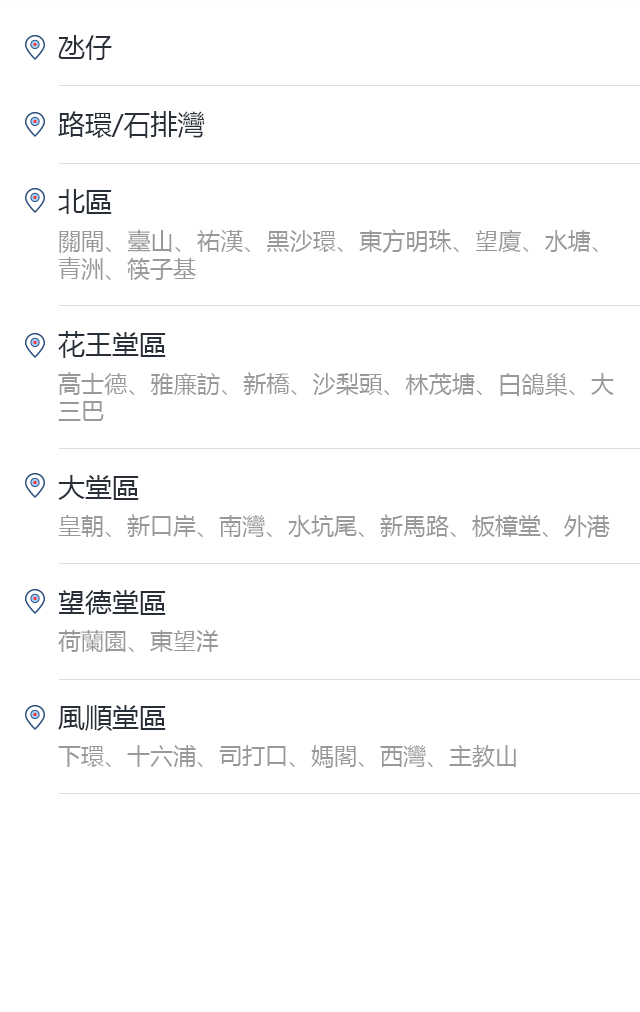 氹仔
路環/石排灣
北區
關閘、臺山、祐漢、黑沙環、東方明珠、望廈、水塘、
青洲、筷子基
花王堂區
高士德、雅廉訪、新橋、沙梨頭、林茂塘、白鴿巢、大
三巴
大堂區
皇朝、新口岸、南灣、水坑尾、新馬路、板樟堂、外港
望德堂區
荷蘭園、東望洋
風順堂區
下環、十六浦、司打口、媽閣、西灣、主教山